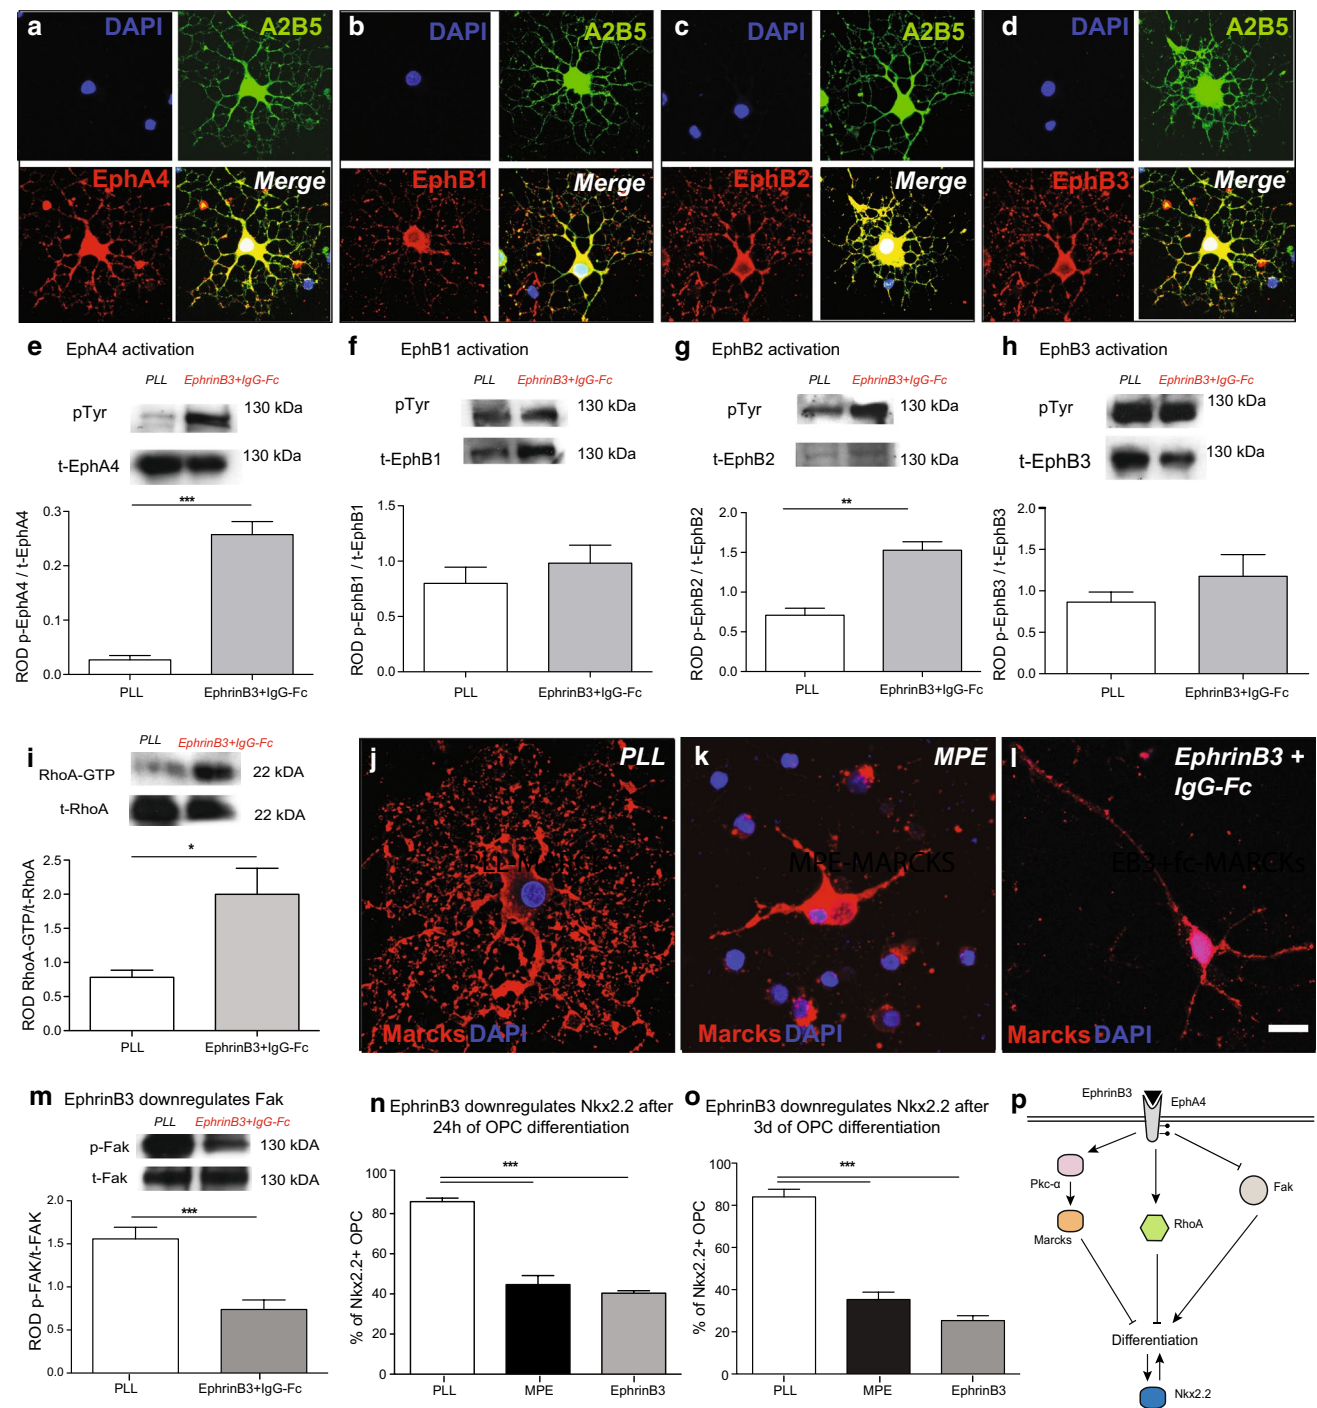 a DAPI A2B5 b DAPI A2B5 c DAPI A2B5 d DAPI A2B5
EphA4 Merge EphB1 Merge EphB2 Merge EphB3 Merge
e EphA4 activation
PLL EphrinB3+IgG-Fc
pTyr 130 kDa
t-EphA4 130 kDa
***
ROD p-EphA4 / t-EphA4
0.3
0.2
0.1
0.0
PLL EphrinB3+IgG-Fc
f EphB1 activation
PLL EphrinB3+IgG-Fc
pTyr 130 kDa
t-EphB1 130 kDa
ROD p-EphB1 / t-EphB1
1.5
1.0
0.5
0.0
PLL EphrinB3+IgG-Fc
g EphB2 activation
PLL EphrinB3+IgG-Fc
pTyr 130 kDa
t-EphB2 130 kDa
**
ROD p-EphB2 / t-EphB2
2.0
1.5
1.0
0.5
0.0
PLL EphrinB3+IgG-Fc
h EphB3 activation
PLL EphrinB3+IgG-Fc
pTyr 130 kDa
t-EphB3 130 kDa
ROD p-EphB3 / t-EphB3
2.0
1.5
1.0
0.5
0.0
PLL EphrinB3+IgG-Fc
i
PLL EphrinB3+IgG-Fc
RhoA-GTP 22 kDA
t-RhoA 22 kDA
*
ROD RhoA-GTP/t-RhoA
2.5
2.0
1.5
1.0
0.5
0.0
PLL EphrinB3+IgG-Fc
j PLL
Marcks DAPI
k MPE
MPE-MARCKS
Marcks DAPI
l EphrinB3 +
IgG-Fc
EB3+fc-MARCKs
Marcks DAPI
m EphrinB3 downregulates Fak
PLL EphrinB3+IgG-Fc
p-Fak 130 kDA
t-Fak 130 kDA
***
ROD p-FAK/t-FAK
2.0
1.5
1.0
0.5
0.0
PLL EphrinB3+IgG-Fc
n EphrinB3 downregulates Nkx2.2 after
24h of OPC differentiation
***
% of Nkx2.2+ OPC
100
80
60
40
20
0
PLL MPE EphrinB3
o EphrinB3 downregulates Nkx2.2 after
3d of OPC differentiation
***
% of Nkx2.2+ OPC
100
80
60
40
20
0
PLL MPE EphrinB3
p
EphrinB3 EphA4
Pkc-α
Fak
Marcks
RhoA
Differentiation
Nkx2.2